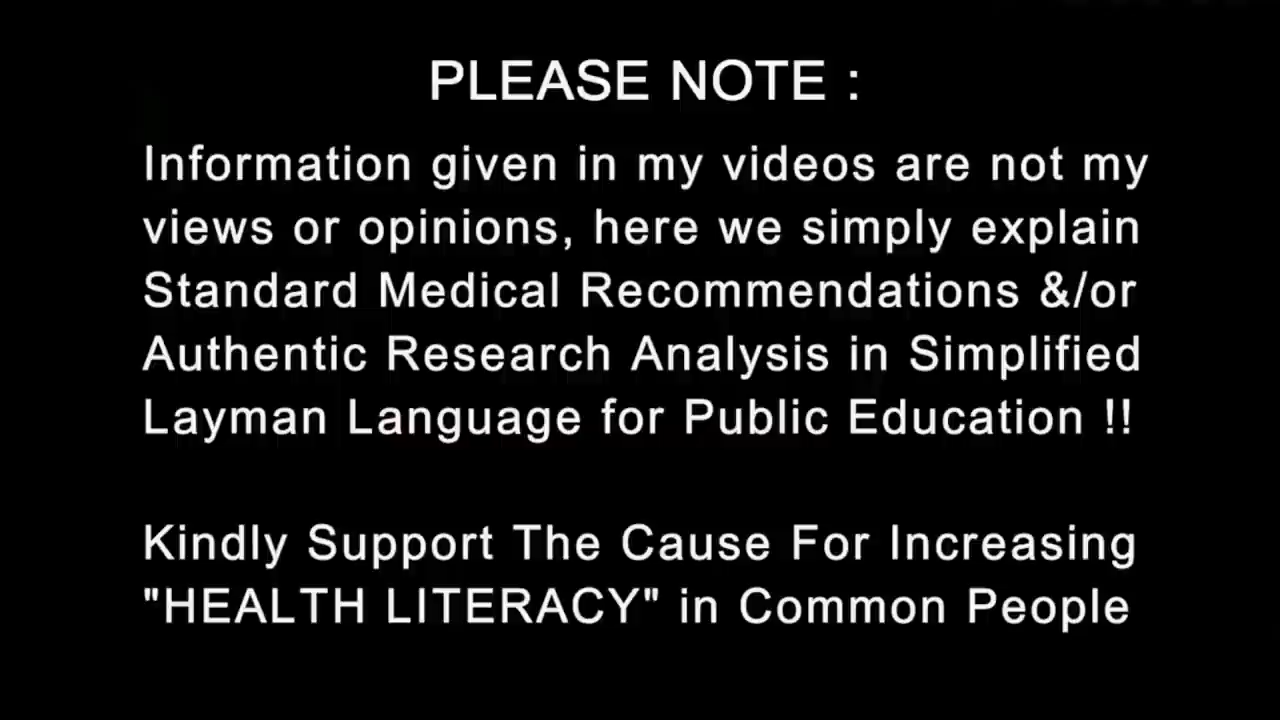 PLEASE NOTE :
Information given in my videos are not my
views or opinions, here we simply explain
Standard Medical Recommendations &/or
Authentic Research Analysis in Simplified
Layman Language for Public Education !!
Kindly Support The Cause For Increasing
"HEALTH LITERACY" in Common People